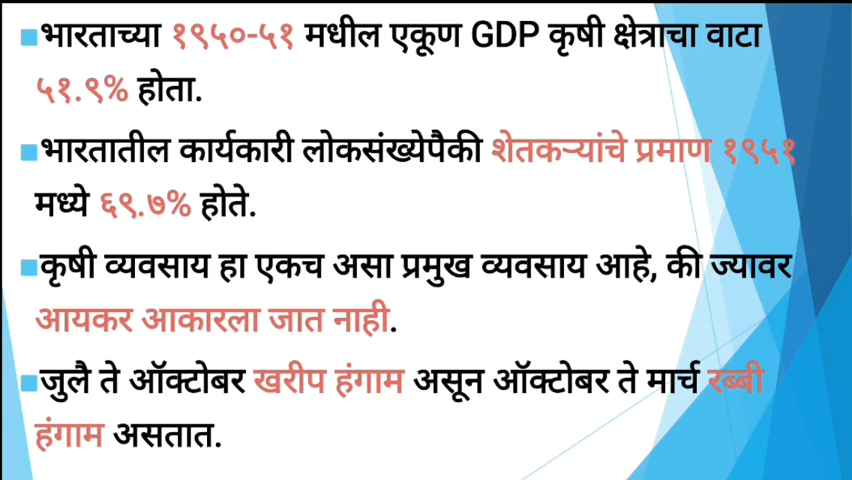 भारताच्या १९५०-५१ मधील एकूण GDP कृषी क्षेत्राचा वाटा
५१.९% होता.
भारतातील कार्यकारी लोकसंख्येपैकी शेतकऱ्यांचे प्रमाण १९५१
मध्ये ६९.७% होते.
कृषी व्यवसाय हा एकच असा प्रमुख व्यवसाय आहे, की ज्यावर
आयकर आकारला जात नाही.
जुलै ते ऑक्टोबर खरीप हंगाम असून ऑक्टोबर ते मार्च रब्बी
हंगाम असतात.